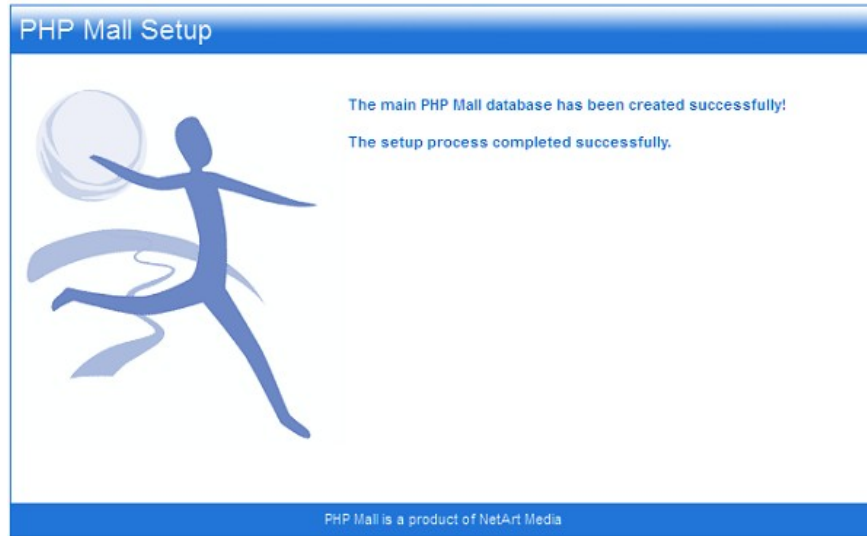 PHP Mall Setup
The main PHP Mall database has been created successfully!
The setup process completed successfully.
PHP Mall is a product of NetArt Media